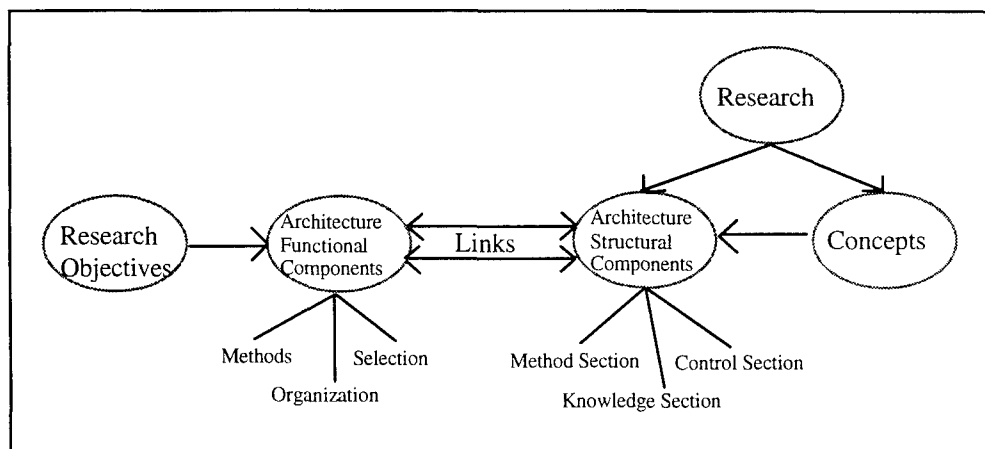 Research
Research
Objectives
Architecture
Functional
Components
Links
Architecture
Structural
Components
Concepts
Methods
Selection
Organization
Method Section
Control Section
Knowledge Section